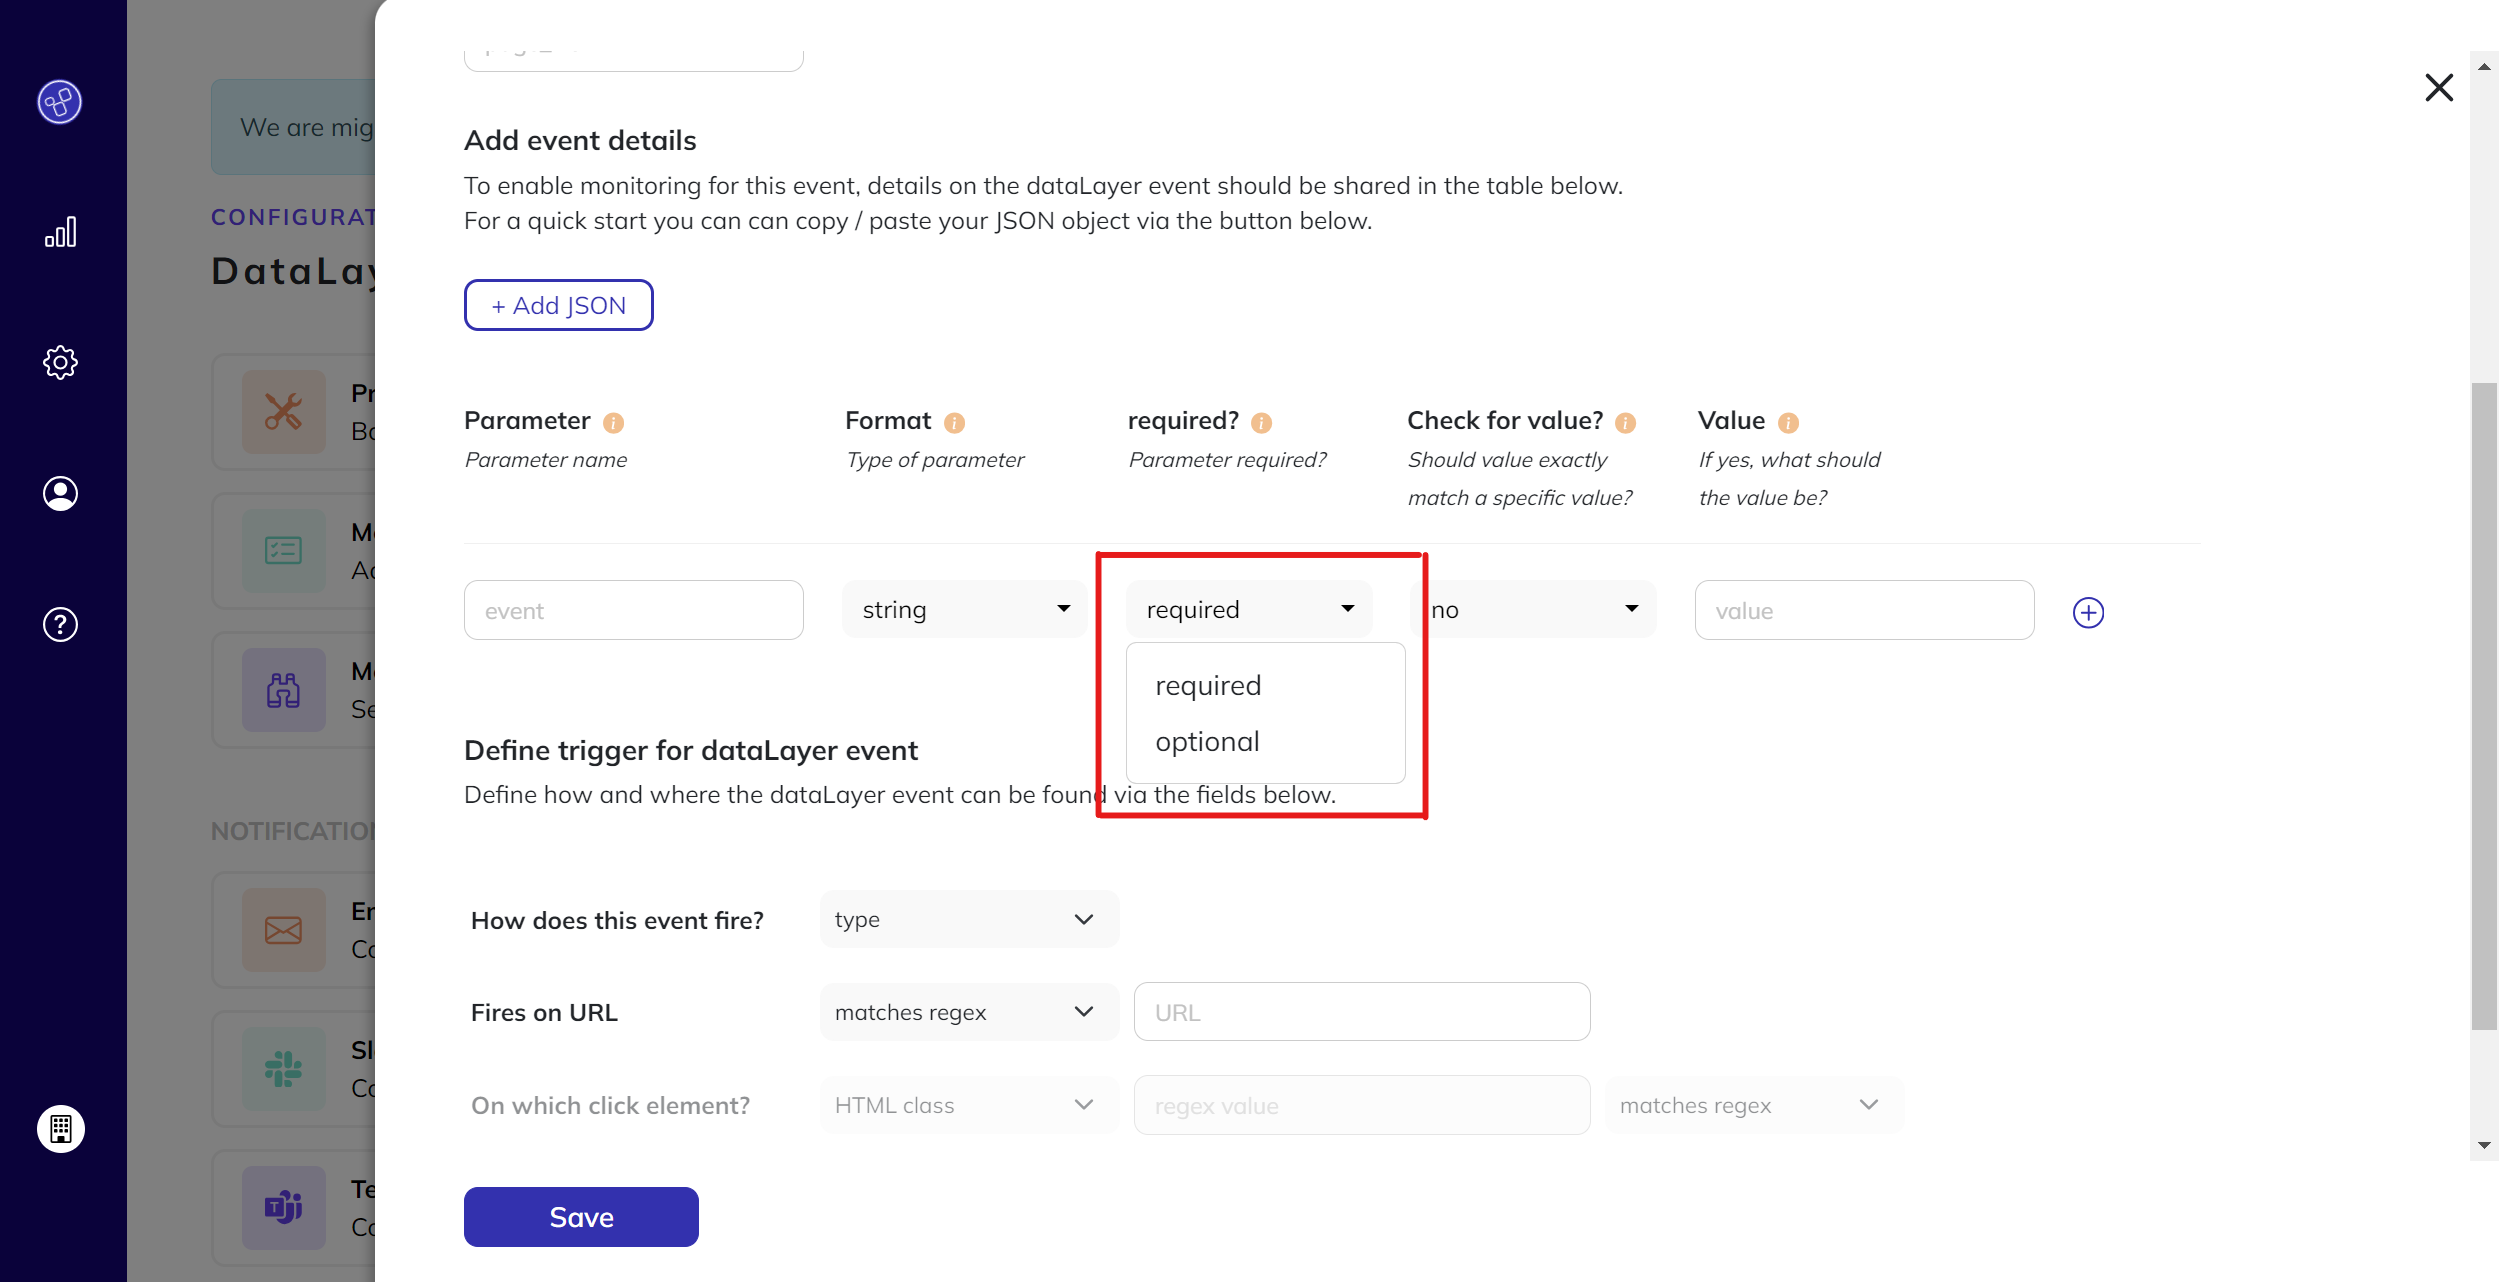 We are mig
CONFIGURAT
DataLay
Pr
Bo
Mo
Ac
Mo
Se
NOTIFICATION
En
Co
Sl
Co
Te
Co
Add event details
To enable monitoring for this event, details on the dataLayer event should be shared in the table below.
For a quick start you can can copy / paste your JSON object via the button below.
+ Add JSON
Parameter
Parameter name
Format
Type of parameter
required?
Parameter required?
Check for value?
Should value exactly
match a specific value?
Value
If yes, what should
the value be?
event
string
required
no
value
required
optional
Define trigger for dataLayer event
Define how and where the dataLayer event can be found via the fields below.
How does this event fire?
type
Fires on URL
matches regex
URL
On which click element?
HTML class
regex value
matches regex
Save